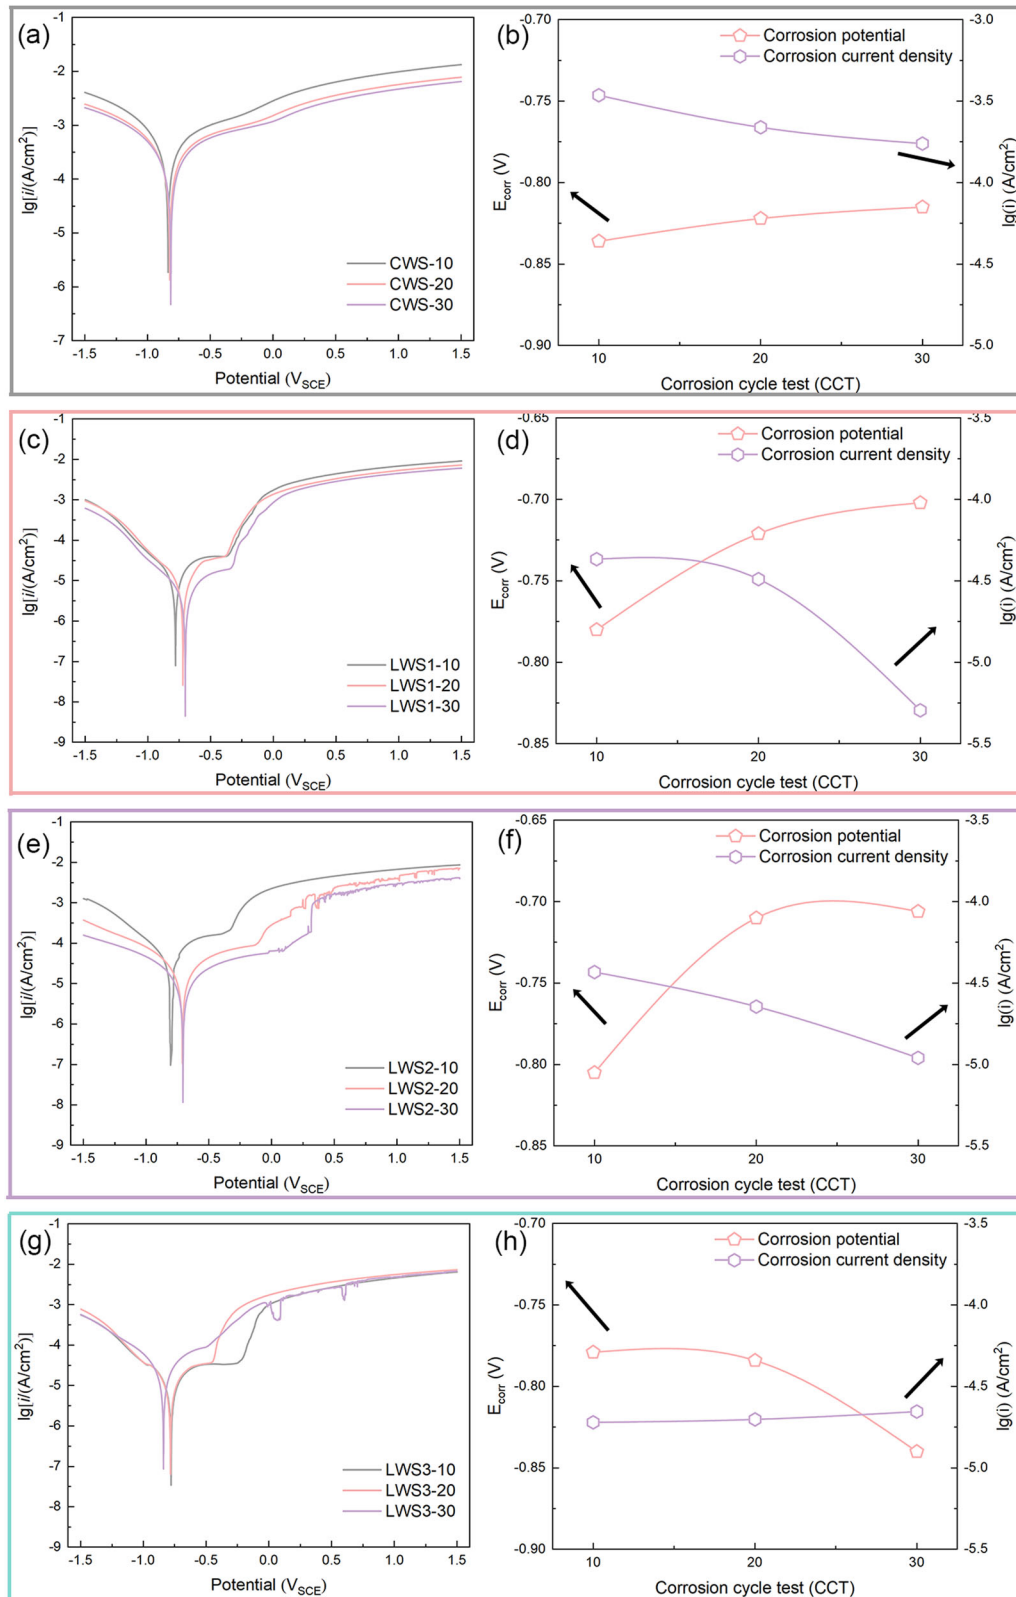 (a)
-1
-2
-3
-4
-5
-6
-7
lg[i/(A/cm²)]
CWS-10
CWS-20
CWS-30
-1.5 -1.0 -0.5 0.0 0.5 1.0 1.5
Potential (V_SCE)
(b)
-0.70
-0.75
-0.80
-0.85
-0.90
E_corr (V)
Corrosion potential
Corrosion current density
-3.0
-3.5
-4.0
-4.5
-5.0
lg(i) (A/cm²)
10 20 30
Corrosion cycle test (CCT)
(c)
-1
-2
-3
-4
-5
-6
-7
-8
-9
lg[i/(A/cm²)]
LWS1-10
LWS1-20
LWS1-30
-1.5 -1.0 -0.5 0.0 0.5 1.0 1.5
Potential (V_SCE)
(d)
-0.65
-0.70
-0.75
-0.80
-0.85
E_corr (V)
Corrosion potential
Corrosion current density
-3.5
-4.0
-4.5
-5.0
-5.5
lg(i) (A/cm²)
10 20 30
Corrosion cycle test (CCT)
(e)
-1
-2
-3
-4
-5
-6
-7
-8
-9
lg[i/(A/cm²)]
LWS2-10
LWS2-20
LWS2-30
-1.5 -1.0 -0.5 0.0 0.5 1.0 1.5
Potential (V_SCE)
(f)
-0.65
-0.70
-0.75
-0.80
-0.85
E_corr (V)
Corrosion potential
Corrosion current density
-3.5
-4.0
-4.5
-5.0
-5.5
lg(i) (A/cm²)
10 20 30
Corrosion cycle test (CCT)
(g)
-1
-2
-3
-4
-5
-6
-7
-8
-9
lg[i/(A/cm²)]
LWS3-10
LWS3-20
LWS3-30
-1.5 -1.0 -0.5 0.0 0.5 1.0 1.5
Potential (V_SCE)
(h)
-0.70
-0.75
-0.80
-0.85
-0.90
E_corr (V)
Corrosion potential
Corrosion current density
-3.5
-4.0
-4.5
-5.0
-5.5
lg(i) (A/cm²)
10 20 30
Corrosion cycle test (CCT)